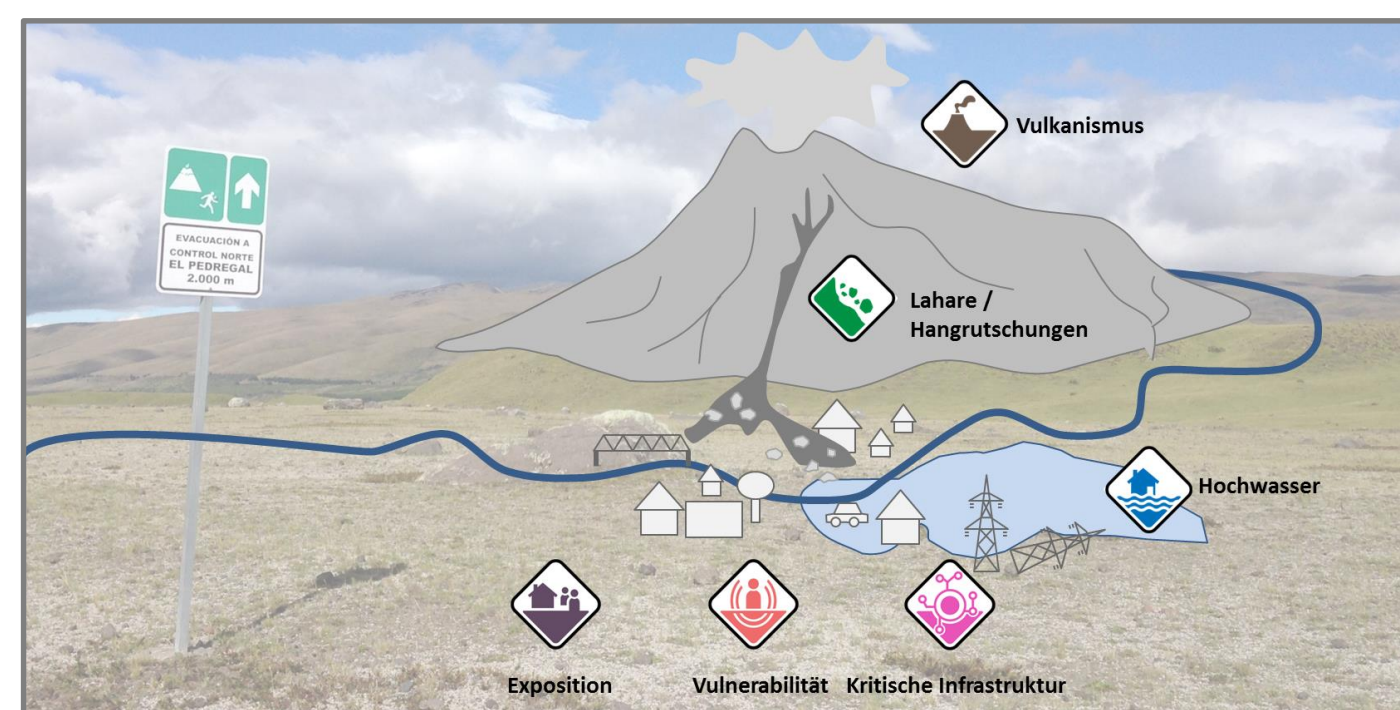 Vulkanismus
EVACUACIÓN A
CONTROL NORTE
EL PEDREGAL
2.000 m
Lahare /
Hangrutschungen
Hochwasser
Exposition
Vulnerabilität
Kritische Infrastruktur